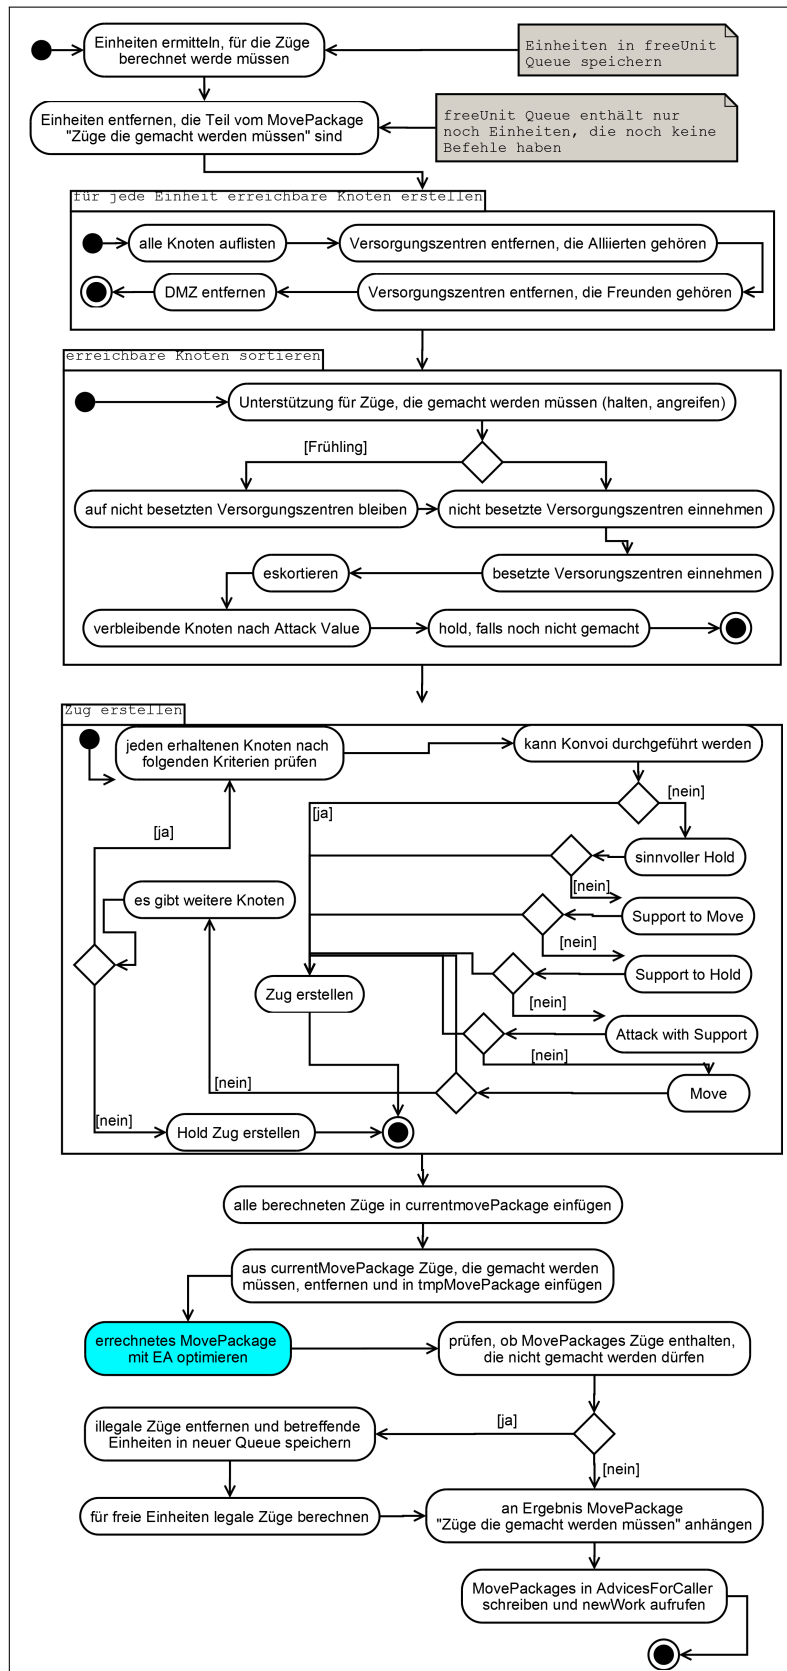 Einheiten ermitteln, für die Züge
berechnet werde müssen
Einheiten in freeUnit
Queue speichern
Einheiten entfernen, die Teil vom MovePackage
"Züge die gemacht werden müssen" sind
freeUnit Queue enthält nur
noch Einheiten, die noch keine
Befehle haben
für jede Einheit erreichbare Knoten erstellen
alle Knoten auflisten
Versorgungszentren entfernen, die Alliierten gehören
DMZ entfernen
Versorgungszentren entfernen, die Freunden gehören
erreichbare Knoten sortieren
Unterstützung für Züge, die gemacht werden müssen (halten, angreifen)
[Frühling]
auf nicht besetzten Versorgungszentren bleiben
nicht besetzte Versorgungszentren einnehmen
eskortieren
besetzte Versorungszentren einnehmen
verbleibende Knoten nach Attack Value
hold, falls noch nicht gemacht
Zug erstellen
jeden erhaltenen Knoten nach
folgenden Kriterien prüfen
kann Konvoi durchgeführt werden
[nein]
[ja]
[ja]
sinnvoller Hold
[nein]
es gibt weitere Knoten
Support to Move
[nein]
Support to Hold
Zug erstellen
[nein]
Attack with Support
[nein]
[nein]
Move
[nein]
Hold Zug erstellen
alle berechneten Züge in currentmovePackage einfügen
aus currentMovePackage Züge, die gemacht werden
müssen, entfernen und in tmpMovePackage einfügen
errechnetes MovePackage
mit EA optimieren
prüfen, ob MovePackages Züge enthalten,
die nicht gemacht werden dürfen
[ja]
illegale Züge entfernen und betreffende
Einheiten in neuer Queue speichern
[nein]
für freie Einheiten legale Züge berechnen
an Ergebnis MovePackage
"Züge die gemacht werden müssen" anhängen
MovePackages in AdvicesForCaller
schreiben und newWork aufrufen